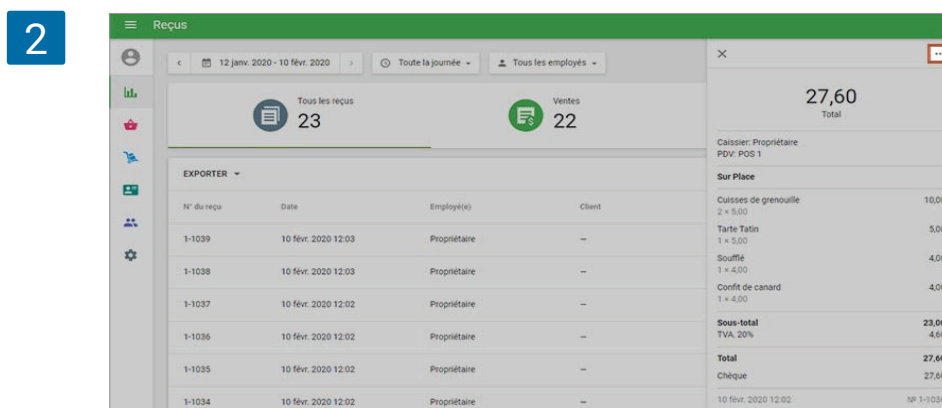 2
Reçus
12 janv. 2020 - 10 févr. 2020
Toute la journée
Tous les employés
Tous les reçus
23
Ventes
22
EXPORTER
N° du reçu Date Employé(e) Client
1-1039 10 févr. 2020 12:03 Propriétaire –
1-1038 10 févr. 2020 12:03 Propriétaire –
1-1037 10 févr. 2020 12:02 Propriétaire –
1-1036 10 févr. 2020 12:02 Propriétaire –
1-1035 10 févr. 2020 12:02 Propriétaire –
1-1034 10 févr. 2020 12:02 Propriétaire –
27,60
Total
Caissier: Propriétaire
PDV: POS 1
Sur Place
Cuisses de grenouille
2 × 5,00
Tarte Tatin
1 × 5,00
Soufflé
1 × 4,00
Confit de canard
1 × 4,00
Sous-total
TVA, 20%
Total
Chèque
10 févr. 2020 12:02